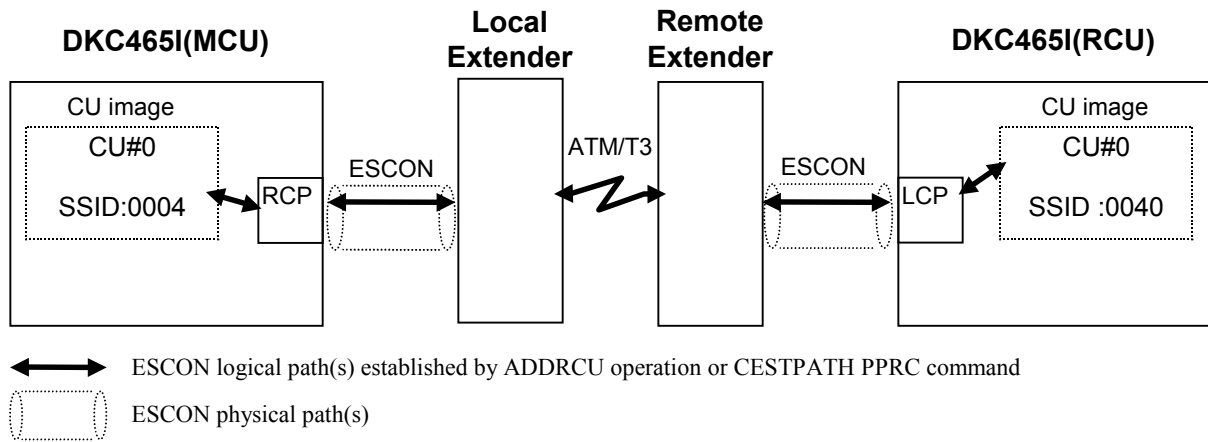 DKC465I(MCU)
Local
Extender
Remote
Extender
DKC465I(RCU)
CU image
CU#0
SSID:0004
RCP
ESCON
ATM/T3
ESCON
LCP
CU image
CU#0
SSID :0040
ESCON logical path(s) established by ADDRCU operation or CESTPATH PPRC command
ESCON physical path(s)